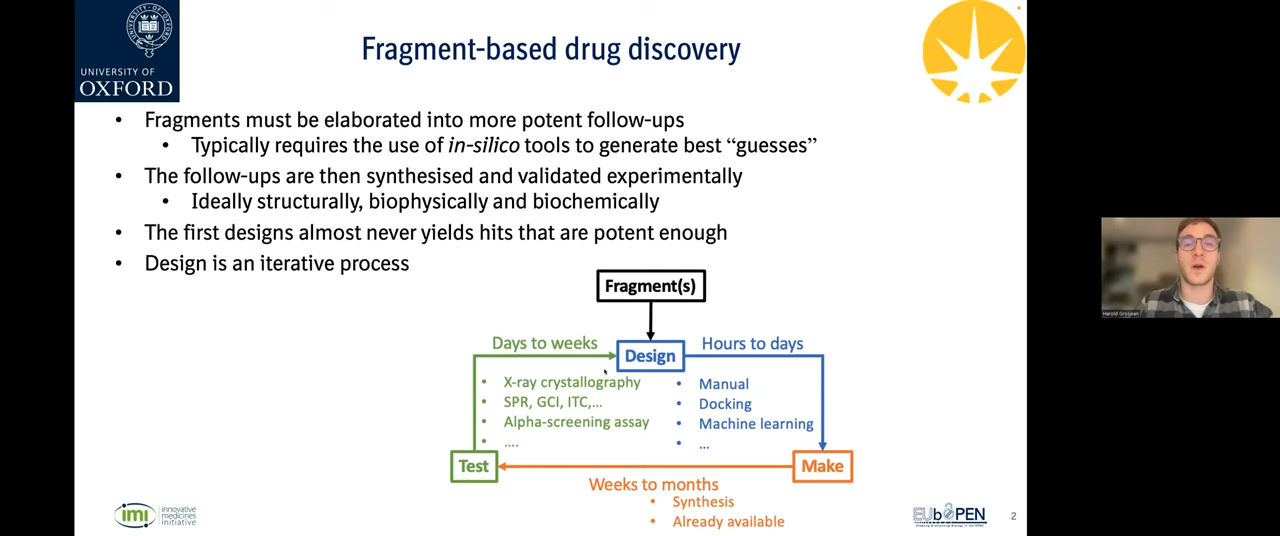 UNIVERSITY OF
OXFORD
Fragment-based drug discovery
• Fragments must be elaborated into more potent follow-ups
• Typically requires the use of in-silico tools to generate best “guesses”
• The follow-ups are then synthesised and validated experimentally
• Ideally structurally, biophysically and biochemically
• The first designs almost never yields hits that are potent enough
• Design is an iterative process
Fragment(s)
Days to weeks
Design
Hours to days
• X-ray crystallography
• SPR, GCI, ITC,...
• Alpha-screening assay
• ....
• Manual
• Docking
• Machine learning
• ...
Test
Make
Weeks to months
• Synthesis
• Already available
imi
innovative
medicines
initiative
EUbOPEN
2
Harold Grosjean